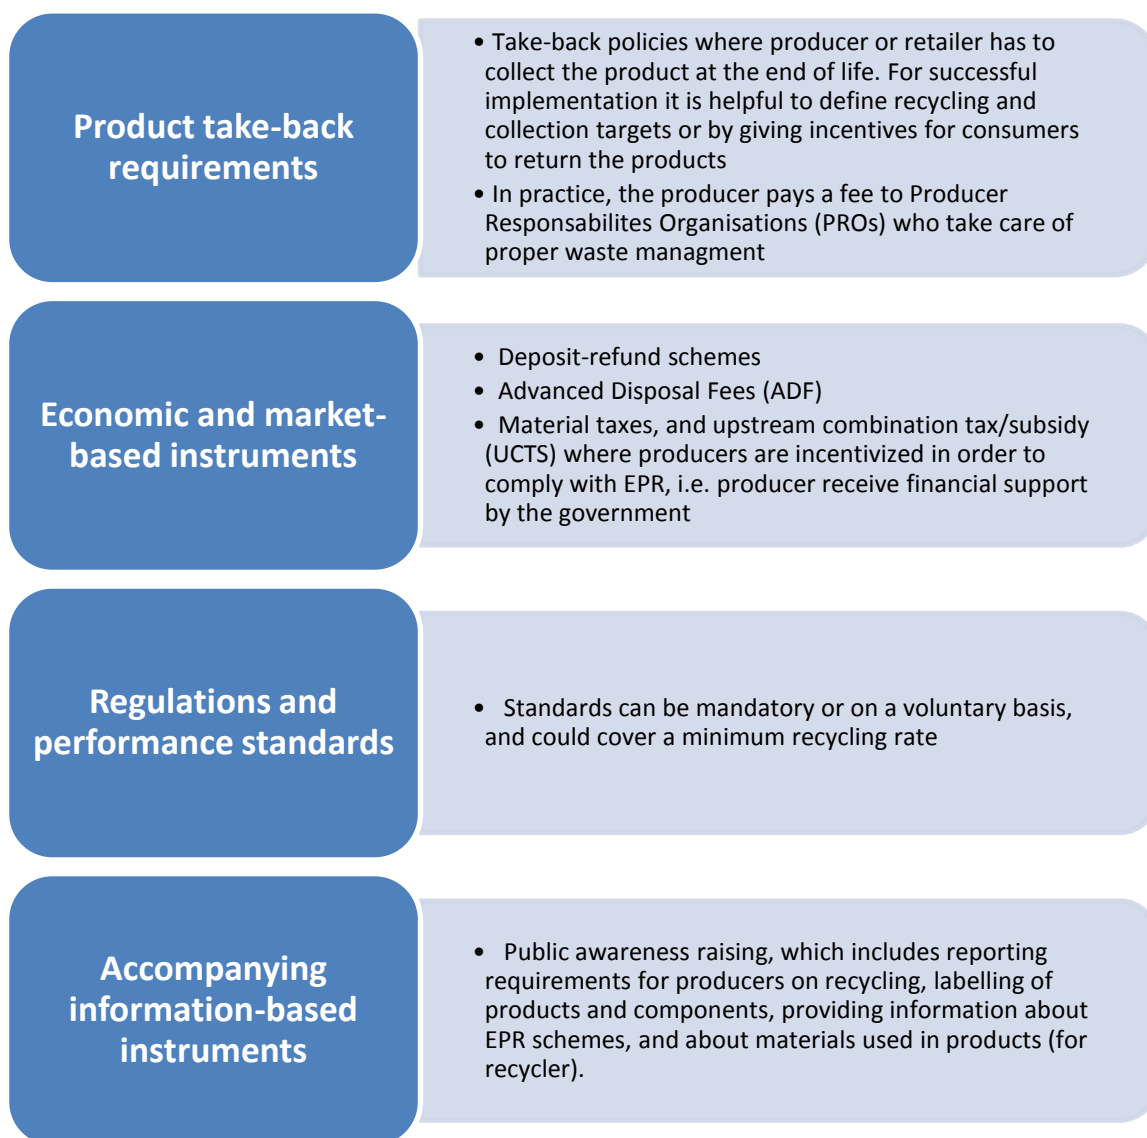 Product take-back
requirements
• Take-back policies where producer or retailer has to
collect the product at the end of life. For successful
implementation it is helpful to define recycling and
collection targets or by giving incentives for consumers
to return the products
• In practice, the producer pays a fee to Producer
Responsabilites Organisations (PROs) who take care of
proper waste managment
Economic and market-
based instruments
• Deposit-refund schemes
• Advanced Disposal Fees (ADF)
• Material taxes, and upstream combination tax/subsidy
(UCTS) where producers are incentivized in order to
comply with EPR, i.e. producer receive financial support
by the government
Regulations and
performance standards
• Standards can be mandatory or on a voluntary basis,
and could cover a minimum recycling rate
Accompanying
information-based
instruments
• Public awareness raising, which includes reporting
requirements for producers on recycling, labelling of
products and components, providing information about
EPR schemes, and about materials used in products (for
recycler).